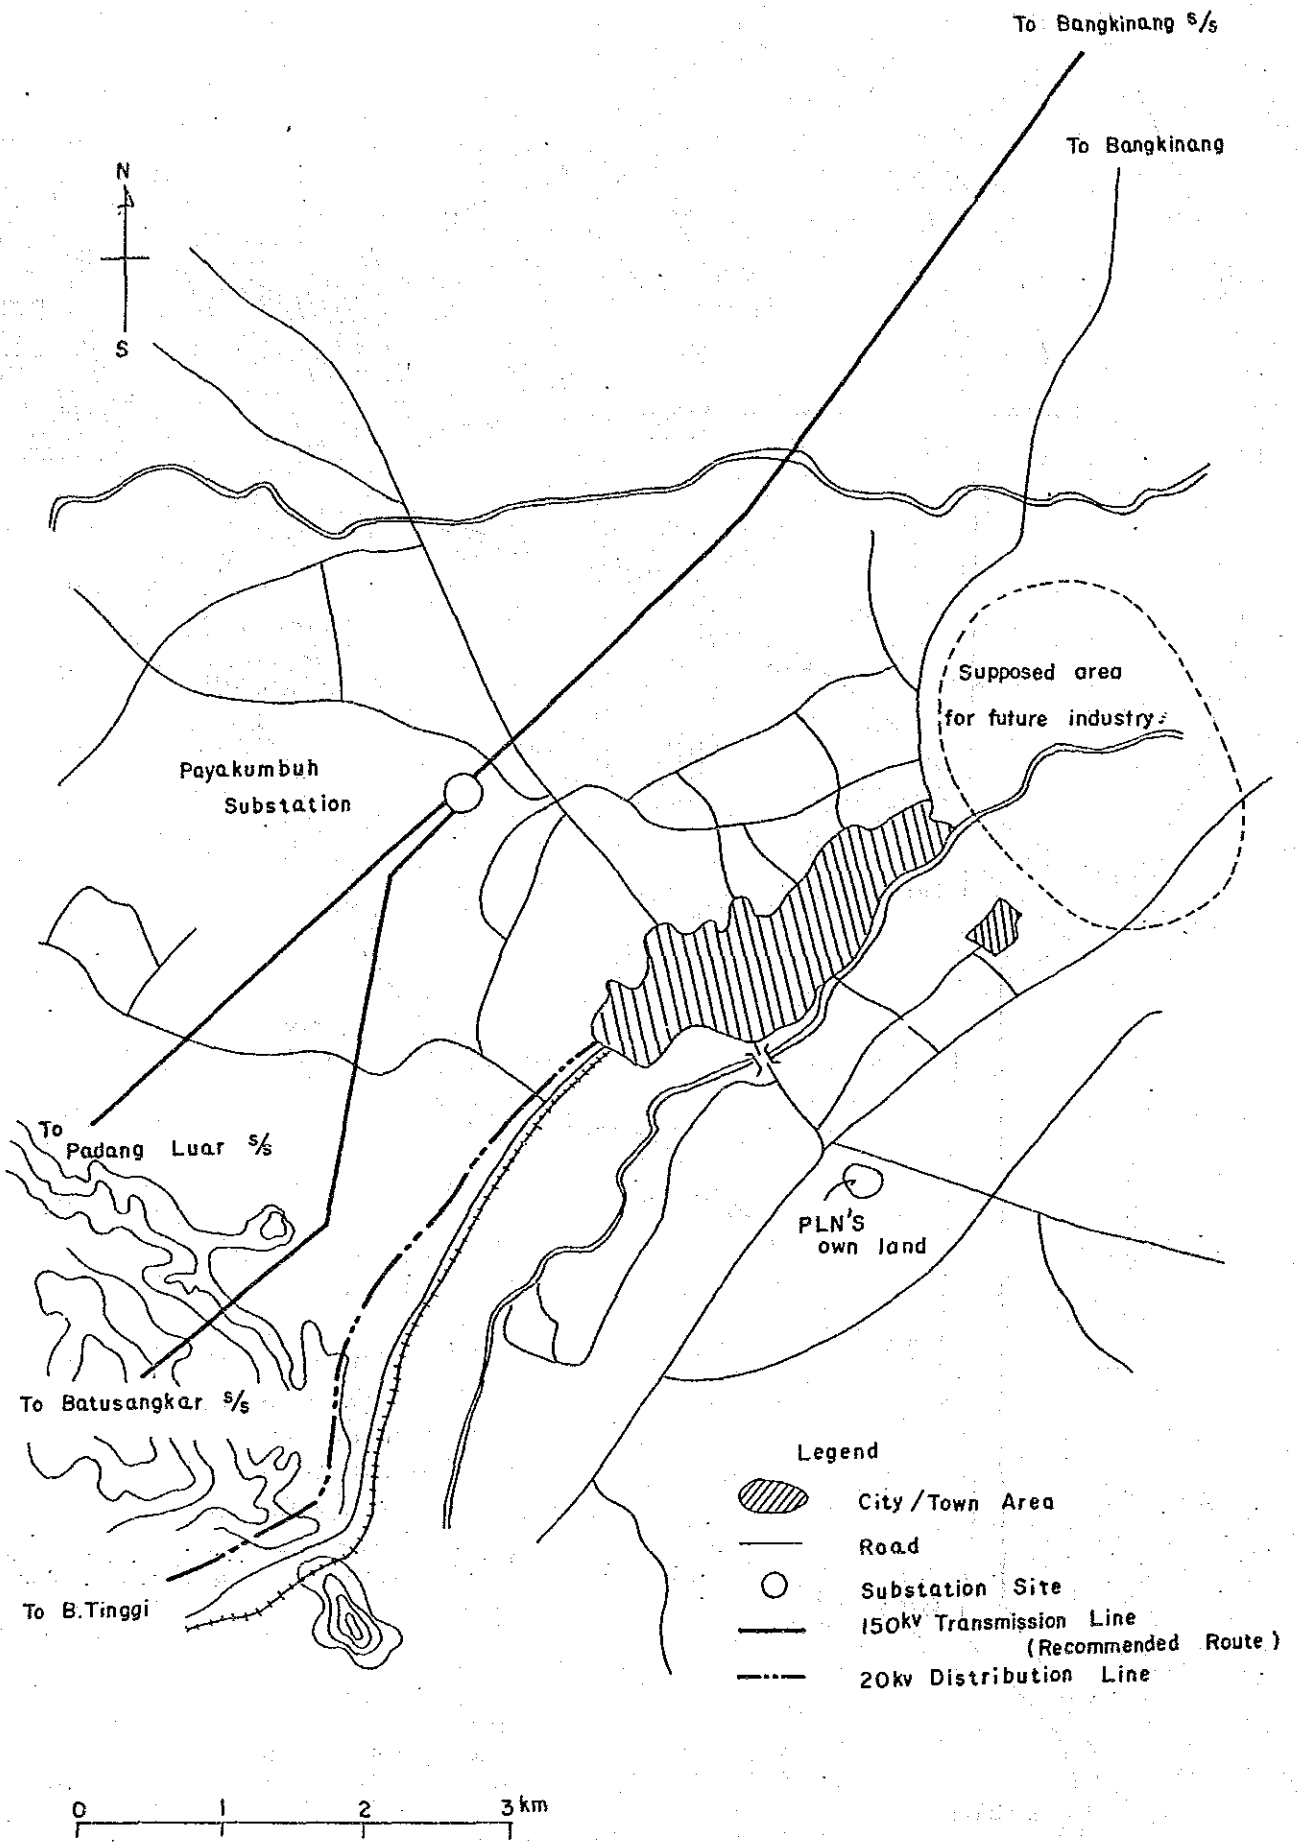 To Bangkinang s/s
To Bangkinang
N
S
Supposed area
for future industry
Payakumbuh
Substation
To
Padang Luar s/s
PLN'S
own land
To Batusangkar s/s
To B.Tinggi
Legend
City/Town Area
Road
Substation Site
150kv Transmission Line
(Recommended Route)
20kv Distribution Line
0 1 2 3 km